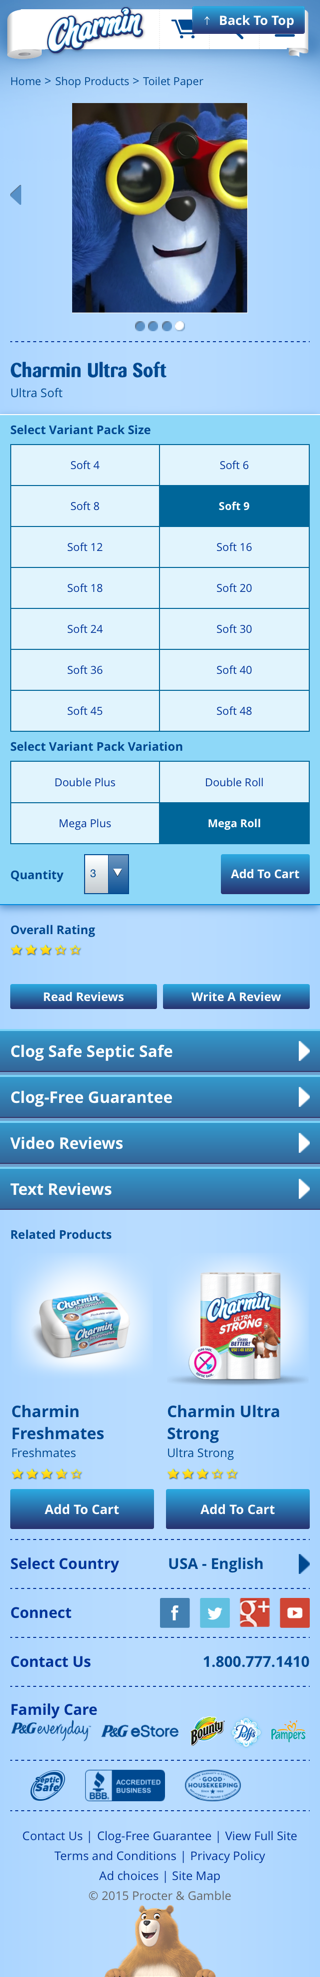 Charmin
↑ Back To Top
Home > Shop Products > Toilet Paper
Charmin Ultra Soft
Ultra Soft
Select Variant Pack Size
Soft 4
Soft 6
Soft 8
Soft 9
Soft 12
Soft 16
Soft 18
Soft 20
Soft 24
Soft 30
Soft 36
Soft 40
Soft 45
Soft 48
Select Variant Pack Variation
Double Plus
Double Roll
Mega Plus
Mega Roll
Quantity
3
Add To Cart
Overall Rating
Read Reviews
Write A Review
Clog Safe Septic Safe
Clog-Free Guarantee
Video Reviews
Text Reviews
Related Products
Charmin
Charmin
Charmin
ULTRA
STRONG
Charmin
Freshmates
Freshmates
Charmin Ultra
Strong
Ultra Strong
Add To Cart
Add To Cart
Select Country
USA - English
Connect
f
g+
Contact Us
1.800.777.1410
Family Care
P&G everyday
P&G eStore
Bounty
Puffs
Pampers
Septic
Safe
BBB.
ACCREDITED
BUSINESS
GOOD
HOUSEKEEPING
Contact Us | Clog-Free Guarantee | View Full Site
Terms and Conditions | Privacy Policy
Ad choices | Site Map
© 2015 Procter & Gamble